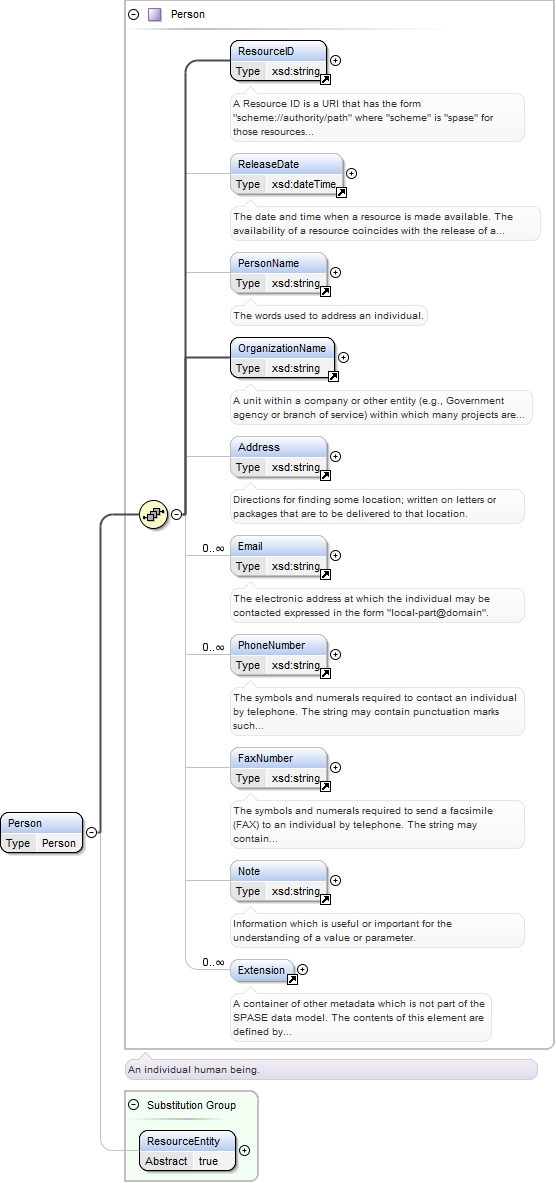 Person
ResourceID
Type xsd:string
A Resource ID is a URI that has the form
"scheme://authority/path" where "scheme" is "spase" for
those resources...
ReleaseDate
Type xsd:dateTime
The date and time when a resource is made available. The
availability of a resource coincides with the release of a...
PersonName
Type xsd:string
The words used to address an individual.
OrganizationName
Type xsd:string
A unit within a company or other entity (e.g., Government
agency or branch of service) within which many projects are...
Address
Type xsd:string
Directions for finding some location; written on letters or
packages that are to be delivered to that location.
0..∞ Email
Type xsd:string
The electronic address at which the individual may be
contacted expressed in the form "local-part@domain".
0..∞ PhoneNumber
Type xsd:string
The symbols and numerals required to contact an individual
by telephone. The string may contain punctuation marks
such...
FaxNumber
Type xsd:string
The symbols and numerals required to send a facsimile
(FAX) to an individual by telephone. The string may
contain...
Person
Type Person
Note
Type xsd:string
Information which is useful or important for the
understanding of a value or parameter.
0..∞ Extension
A container of other metadata which is not part of the
SPASE data model. The contents of this element are
defined by...
An individual human being.
Substitution Group
ResourceEntity
Abstract true